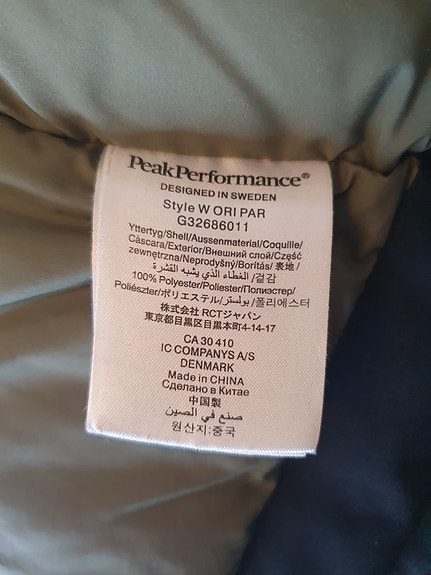 PeakPerformance®
DESIGNED IN SWEDEN
Style W ORI PAR
G32686011
Yttertyg/Shell/Aussenmaterial/Coquille/
Càscara/Exterior/Внешний слой/Część
zewnętrzna/Neprodyšný/Borítás/表地/
الغطاء الذي يشبه القشرة/겉감
100% Polyester/Poliester/Полиэстер/
Poliészter/ポリエステル/بوليستر/폴리에스터
株式会社 RCTジャパン
東京都目黒区目黒本町4-14-17
CA 30 410
IC COMPANYS A/S
DENMARK
Made in CHINA
Сделано в Китае
中国製
صنع في الصين
원산지:중국